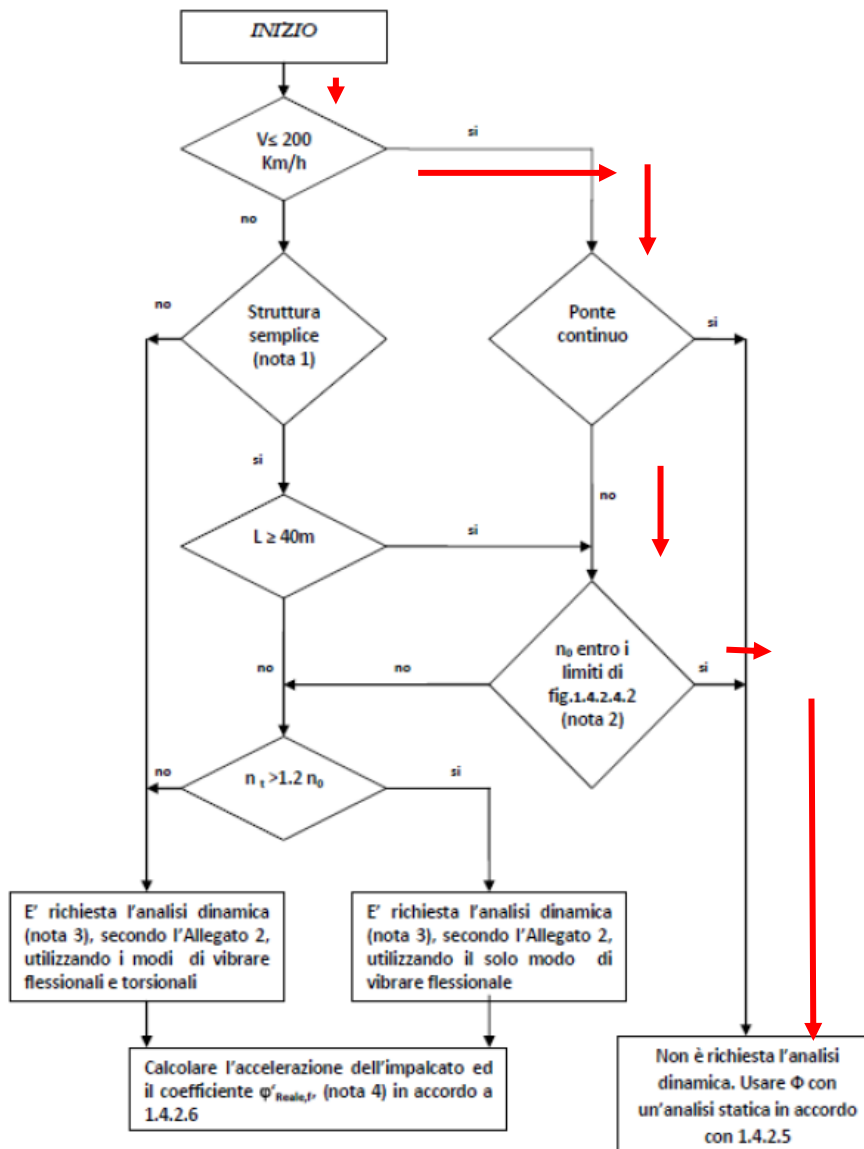 INIZIO
V≤ 200
Km/h
si
no
no
Struttura
semplice
(nota 1)
Ponte
continuo
si
si
no
L ≥ 40m
si
n₀ entro i
limiti di
fig.1.4.2.4.2
(nota 2)
no
no
si
n t >1.2 n₀
no
si
E' richiesta l'analisi dinamica
(nota 3), secondo l'Allegato 2,
utilizzando i modi di vibrare
flessionali e torsionali
E' richiesta l'analisi dinamica
(nota 3), secondo l'Allegato 2,
utilizzando il solo modo di
vibrare flessionale
Calcolare l'accelerazione dell'impalcato ed
il coefficiente φ'Reale,f, (nota 4) in accordo a
1.4.2.6
Non è richiesta l'analisi
dinamica. Usare Φ con
un'analisi statica in accordo
con 1.4.2.5